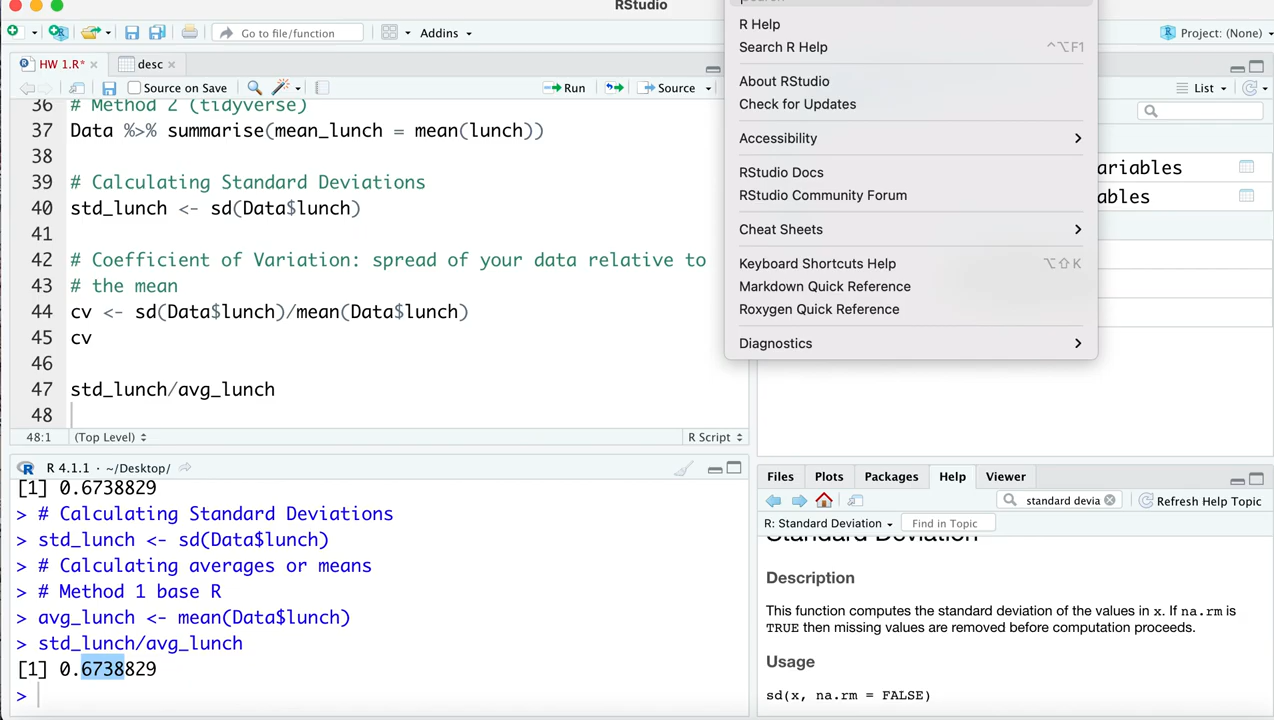 RStudio
Go to file/function
Addins
Project: (None)
HW 1.R*
desc
Source on Save
Run
Source
36 # Method 2 (tidyverse)
37 Data %>% summarise(mean_lunch = mean(lunch))
38
39 # Calculating Standard Deviations
40 std_lunch <- sd(Data$lunch)
41
42 # Coefficient of Variation: spread of your data relative to
43 # the mean
44 cv <- sd(Data$lunch)/mean(Data$lunch)
45 cv
46
47 std_lunch/avg_lunch
48
48:1 (Top Level) R Script
R Help
Search R Help ^⌥F1
About RStudio
Check for Updates
Accessibility
RStudio Docs
RStudio Community Forum
Cheat Sheets
Keyboard Shortcuts Help ⌥⇧K
Markdown Quick Reference
Roxygen Quick Reference
Diagnostics
List
ariables
ables
R 4.1.1 · ~/Desktop/
[1] 0.6738829
> # Calculating Standard Deviations
> std_lunch <- sd(Data$lunch)
> # Calculating averages or means
> # Method 1 base R
> avg_lunch <- mean(Data$lunch)
> std_lunch/avg_lunch
[1] 0.6738829
>
Files Plots Packages Help Viewer
standard devia
Refresh Help Topic
R: Standard Deviation
Find in Topic
Standard Deviation
Description
This function computes the standard deviation of the values in x. If na.rm is
TRUE then missing values are removed before computation proceeds.
Usage
sd(x, na.rm = FALSE)